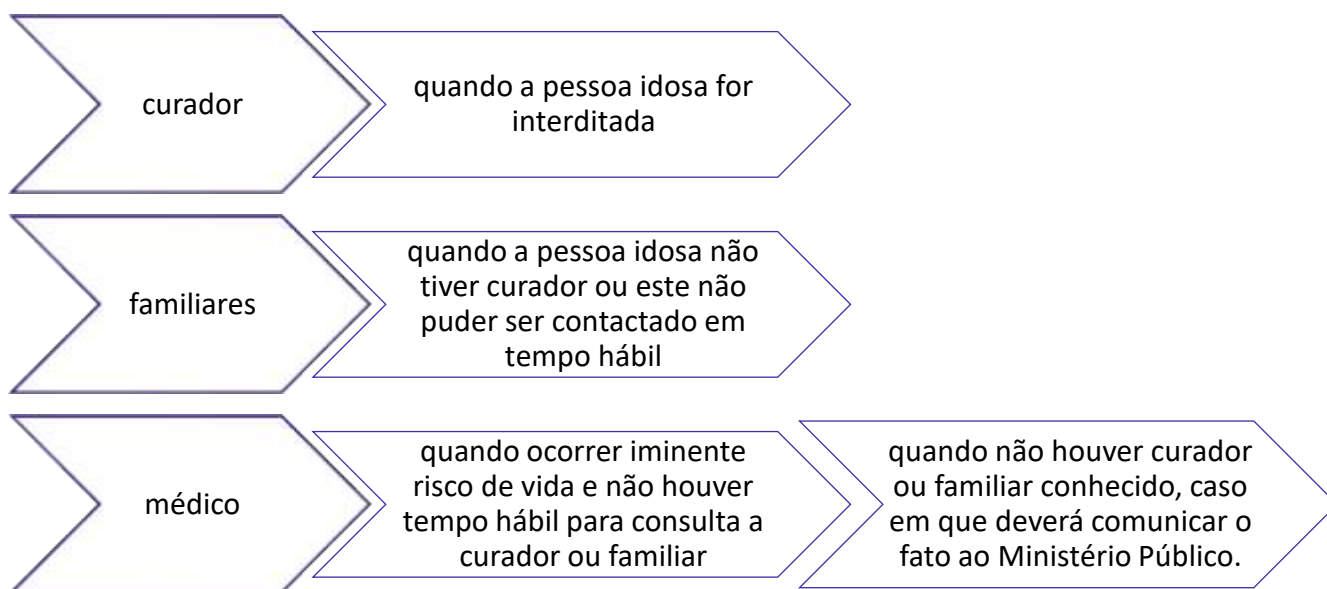 curador
quando a pessoa idosa for
interditada
familiares
quando a pessoa idosa não
tiver curador ou este não
puder ser contactado em
tempo hábil
médico
quando ocorrer iminente
risco de vida e não houver
tempo hábil para consulta a
curador ou familiar
quando não houver curador
ou familiar conhecido, caso
em que deverá comunicar o
fato ao Ministério Público.